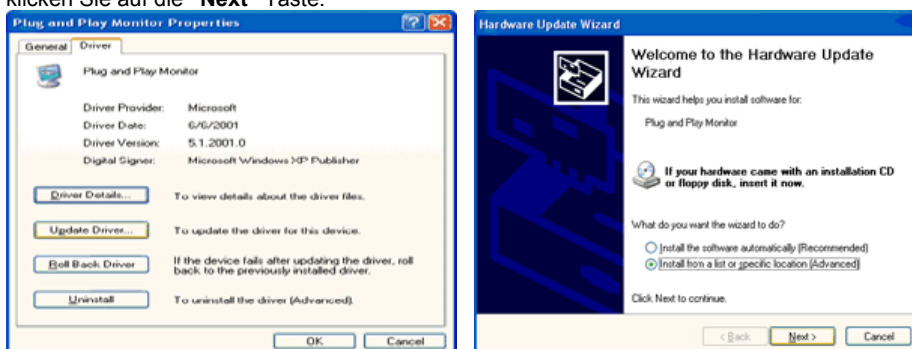 klicken Sie auf die "Next" Taste.
Plug and Play Monitor Properties
General Driver
Plug and Play Monitor
Driver Provider: Microsoft
Driver Date: 6/6/2001
Driver Version: 5.1.2001.0
Digital Signer: Microsoft Windows XP Publisher
Driver Details... To view details about the driver files.
Update Driver... To update the driver for this device.
Roll Back Driver If the device fails after updating the driver, roll
back to the previously installed driver.
Uninstall To uninstall the driver (Advanced).
OK Cancel
Hardware Update Wizard
Welcome to the Hardware Update
Wizard
This wizard helps you install software for:
Plug and Play Monitor
If your hardware came with an installation CD
or floppy disk, insert it now.
What do you want the wizard to do?
Install the software automatically (Recommended)
Install from a list or specific location (Advanced)
Click Next to continue.
< Back Next > Cancel